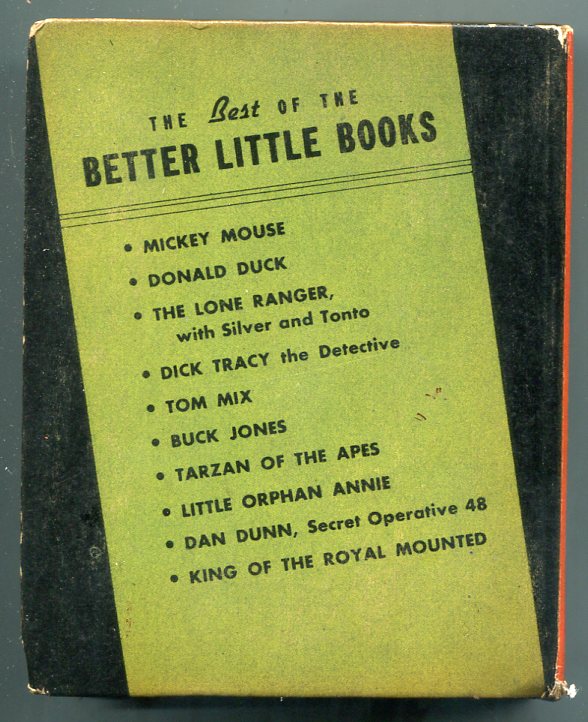 THE Best OF THE
BETTER LITTLE BOOKS
• MICKEY MOUSE
• DONALD DUCK
• THE LONE RANGER,
with Silver and Tonto
• DICK TRACY the Detective
• TOM MIX
• BUCK JONES
• TARZAN OF THE APES
• LITTLE ORPHAN ANNIE
• DAN DUNN, Secret Operative 48
• KING OF THE ROYAL MOUNTED